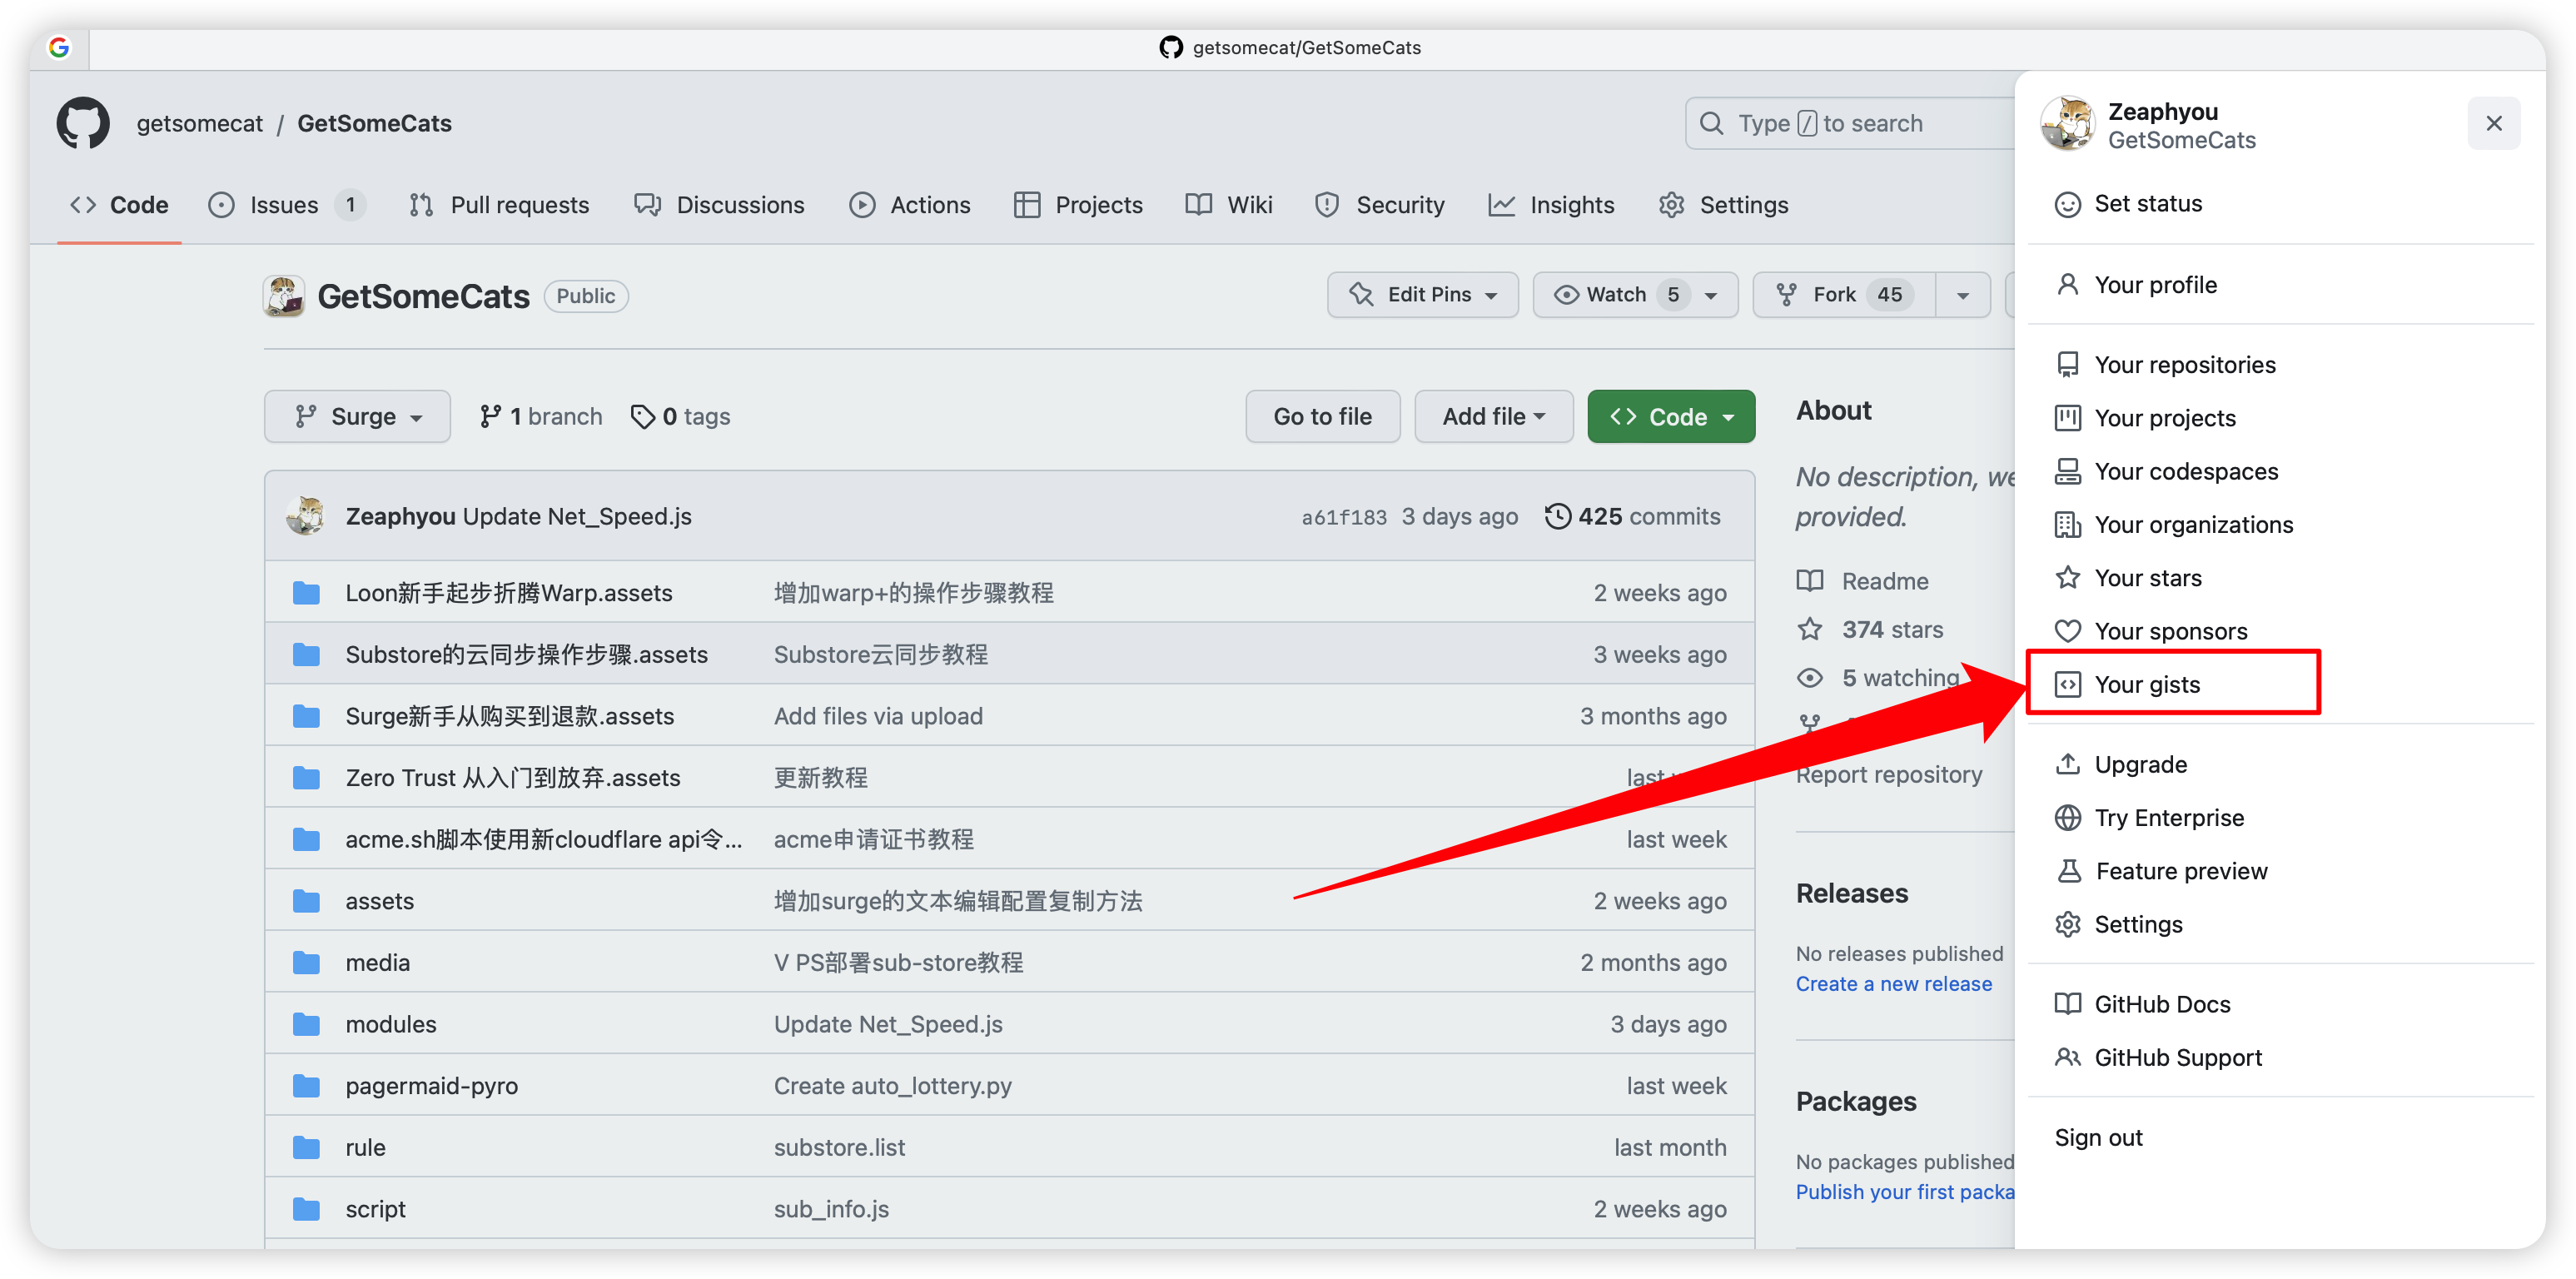 getsomecat/GetSomeCats
getsomecat / GetSomeCats
Type / to search
Code
Issues 1
Pull requests
Discussions
Actions
Projects
Wiki
Security
Insights
Settings
GetSomeCats Public
Edit Pins
Watch 5
Fork 45
Surge
1 branch
0 tags
Go to file
Add file
Code
Zeaphyou Update Net_Speed.js a61f183 3 days ago 425 commits
Loon新手起步折腾Warp.assets 增加warp+的操作步骤教程 2 weeks ago
Substore的云同步操作步骤.assets Substore云同步教程 3 weeks ago
Surge新手从购买到退款.assets Add files via upload 3 months ago
Zero Trust 从入门到放弃.assets 更新教程 last
acme.sh脚本使用新cloudflare api令... acme申请证书教程 last week
assets 增加surge的文本编辑配置复制方法 2 weeks ago
media V PS部署sub-store教程 2 months ago
modules Update Net_Speed.js 3 days ago
pagermaid-pyro Create auto_lottery.py last week
rule substore.list last month
script sub_info.js 2 weeks ago
About
No description, we
provided.
Readme
374 stars
5 watching
Report repository
Releases
No releases published
Create a new release
Packages
No packages published
Publish your first packa
Zeaphyou
GetSomeCats
Set status
Your profile
Your repositories
Your projects
Your codespaces
Your organizations
Your stars
Your sponsors
Your gists
Upgrade
Try Enterprise
Feature preview
Settings
GitHub Docs
GitHub Support
Sign out